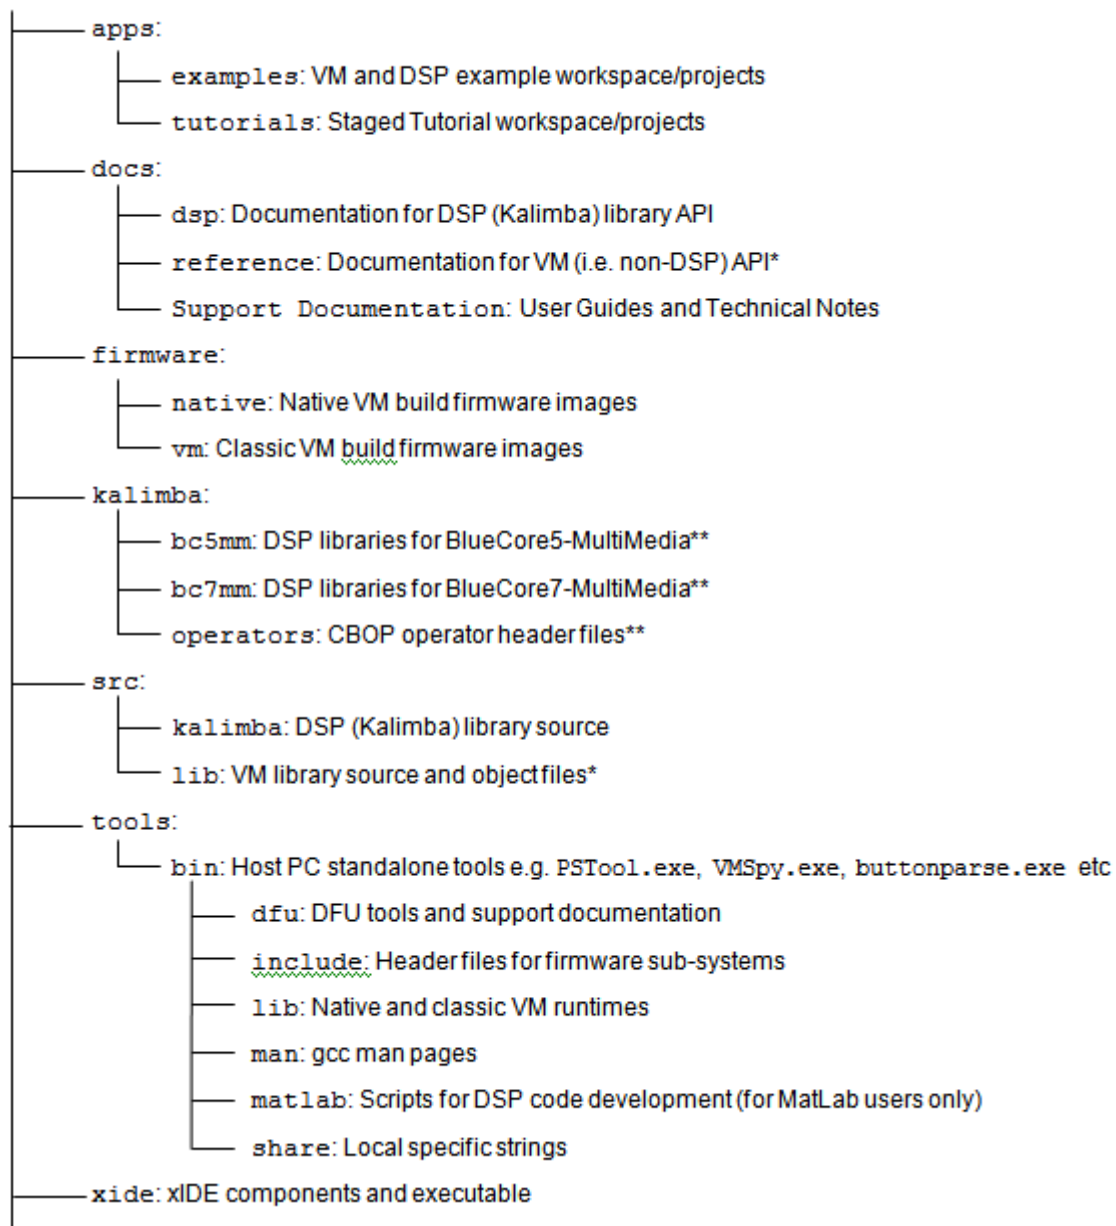 apps:
examples: VM and DSP example workspace/projects
tutorials: Staged Tutorial workspace/projects
docs:
dsp: Documentation for DSP (Kalimba) library API
reference: Documentation for VM (i.e. non-DSP) API*
Support Documentation: User Guides and Technical Notes
firmware:
native: Native VM build firmware images
vm: Classic VM build firmware images
kalimba:
bc5mm: DSP libraries for BlueCore5-MultiMedia**
bc7mm: DSP libraries for BlueCore7-MultiMedia**
operators: CBOP operator header files**
src:
kalimba: DSP (Kalimba) library source
lib: VM library source and object files*
tools:
bin: Host PC standalone tools e.g. PSTool.exe, VMSpy.exe, buttonparse.exe etc
dfu: DFU tools and support documentation
include: Header files for firmware sub-systems
lib: Native and classic VM runtimes
man: gcc man pages
matlab: Scripts for DSP code development (for MatLab users only)
share: Local specific strings
xide: xIDE components and executable